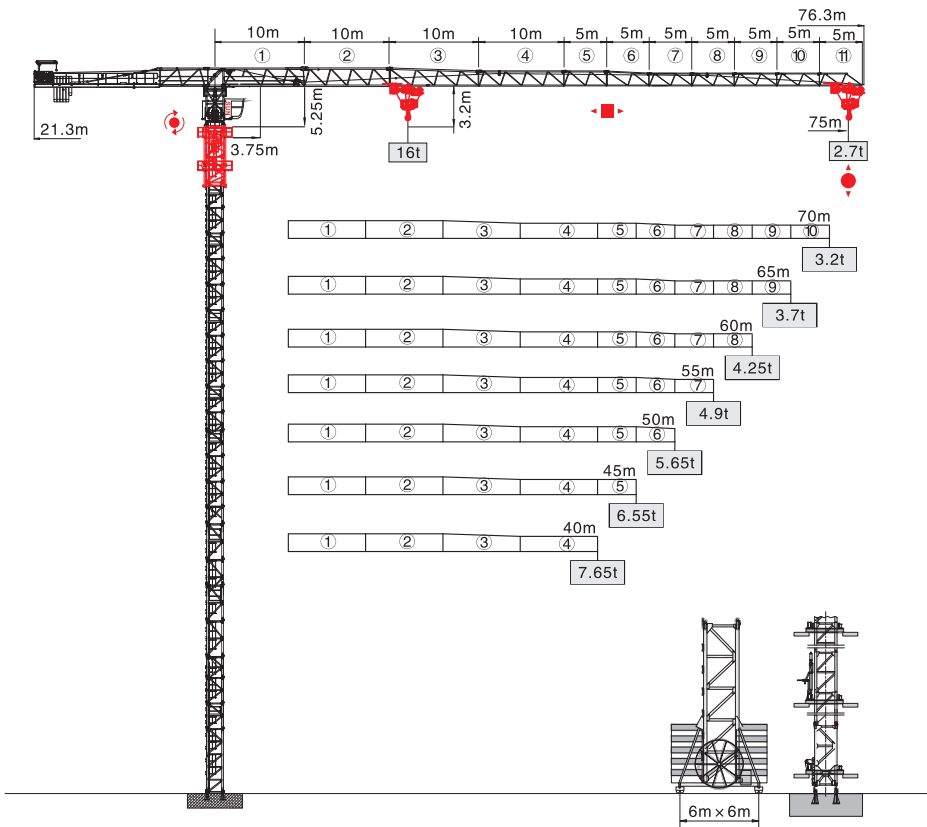 76.3m
10m 10m 10m 10m 5m 5m 5m 5m 5m 5m 5m
① ② ③ ④ ⑤ ⑥ ⑦ ⑧ ⑨ ⑩ ⑪
21.3m
3.75m
5.25m
3.2m
16t
75m
2.7t
70m
① ② ③ ④ ⑤ ⑥ ⑦ ⑧ ⑨ ⑩
3.2t
65m
① ② ③ ④ ⑤ ⑥ ⑦ ⑧ ⑨
3.7t
60m
① ② ③ ④ ⑤ ⑥ ⑦ ⑧
4.25t
55m
① ② ③ ④ ⑤ ⑥ ⑦
4.9t
50m
① ② ③ ④ ⑤ ⑥
5.65t
45m
① ② ③ ④ ⑤
6.55t
40m
① ② ③ ④
7.65t
6m×6m